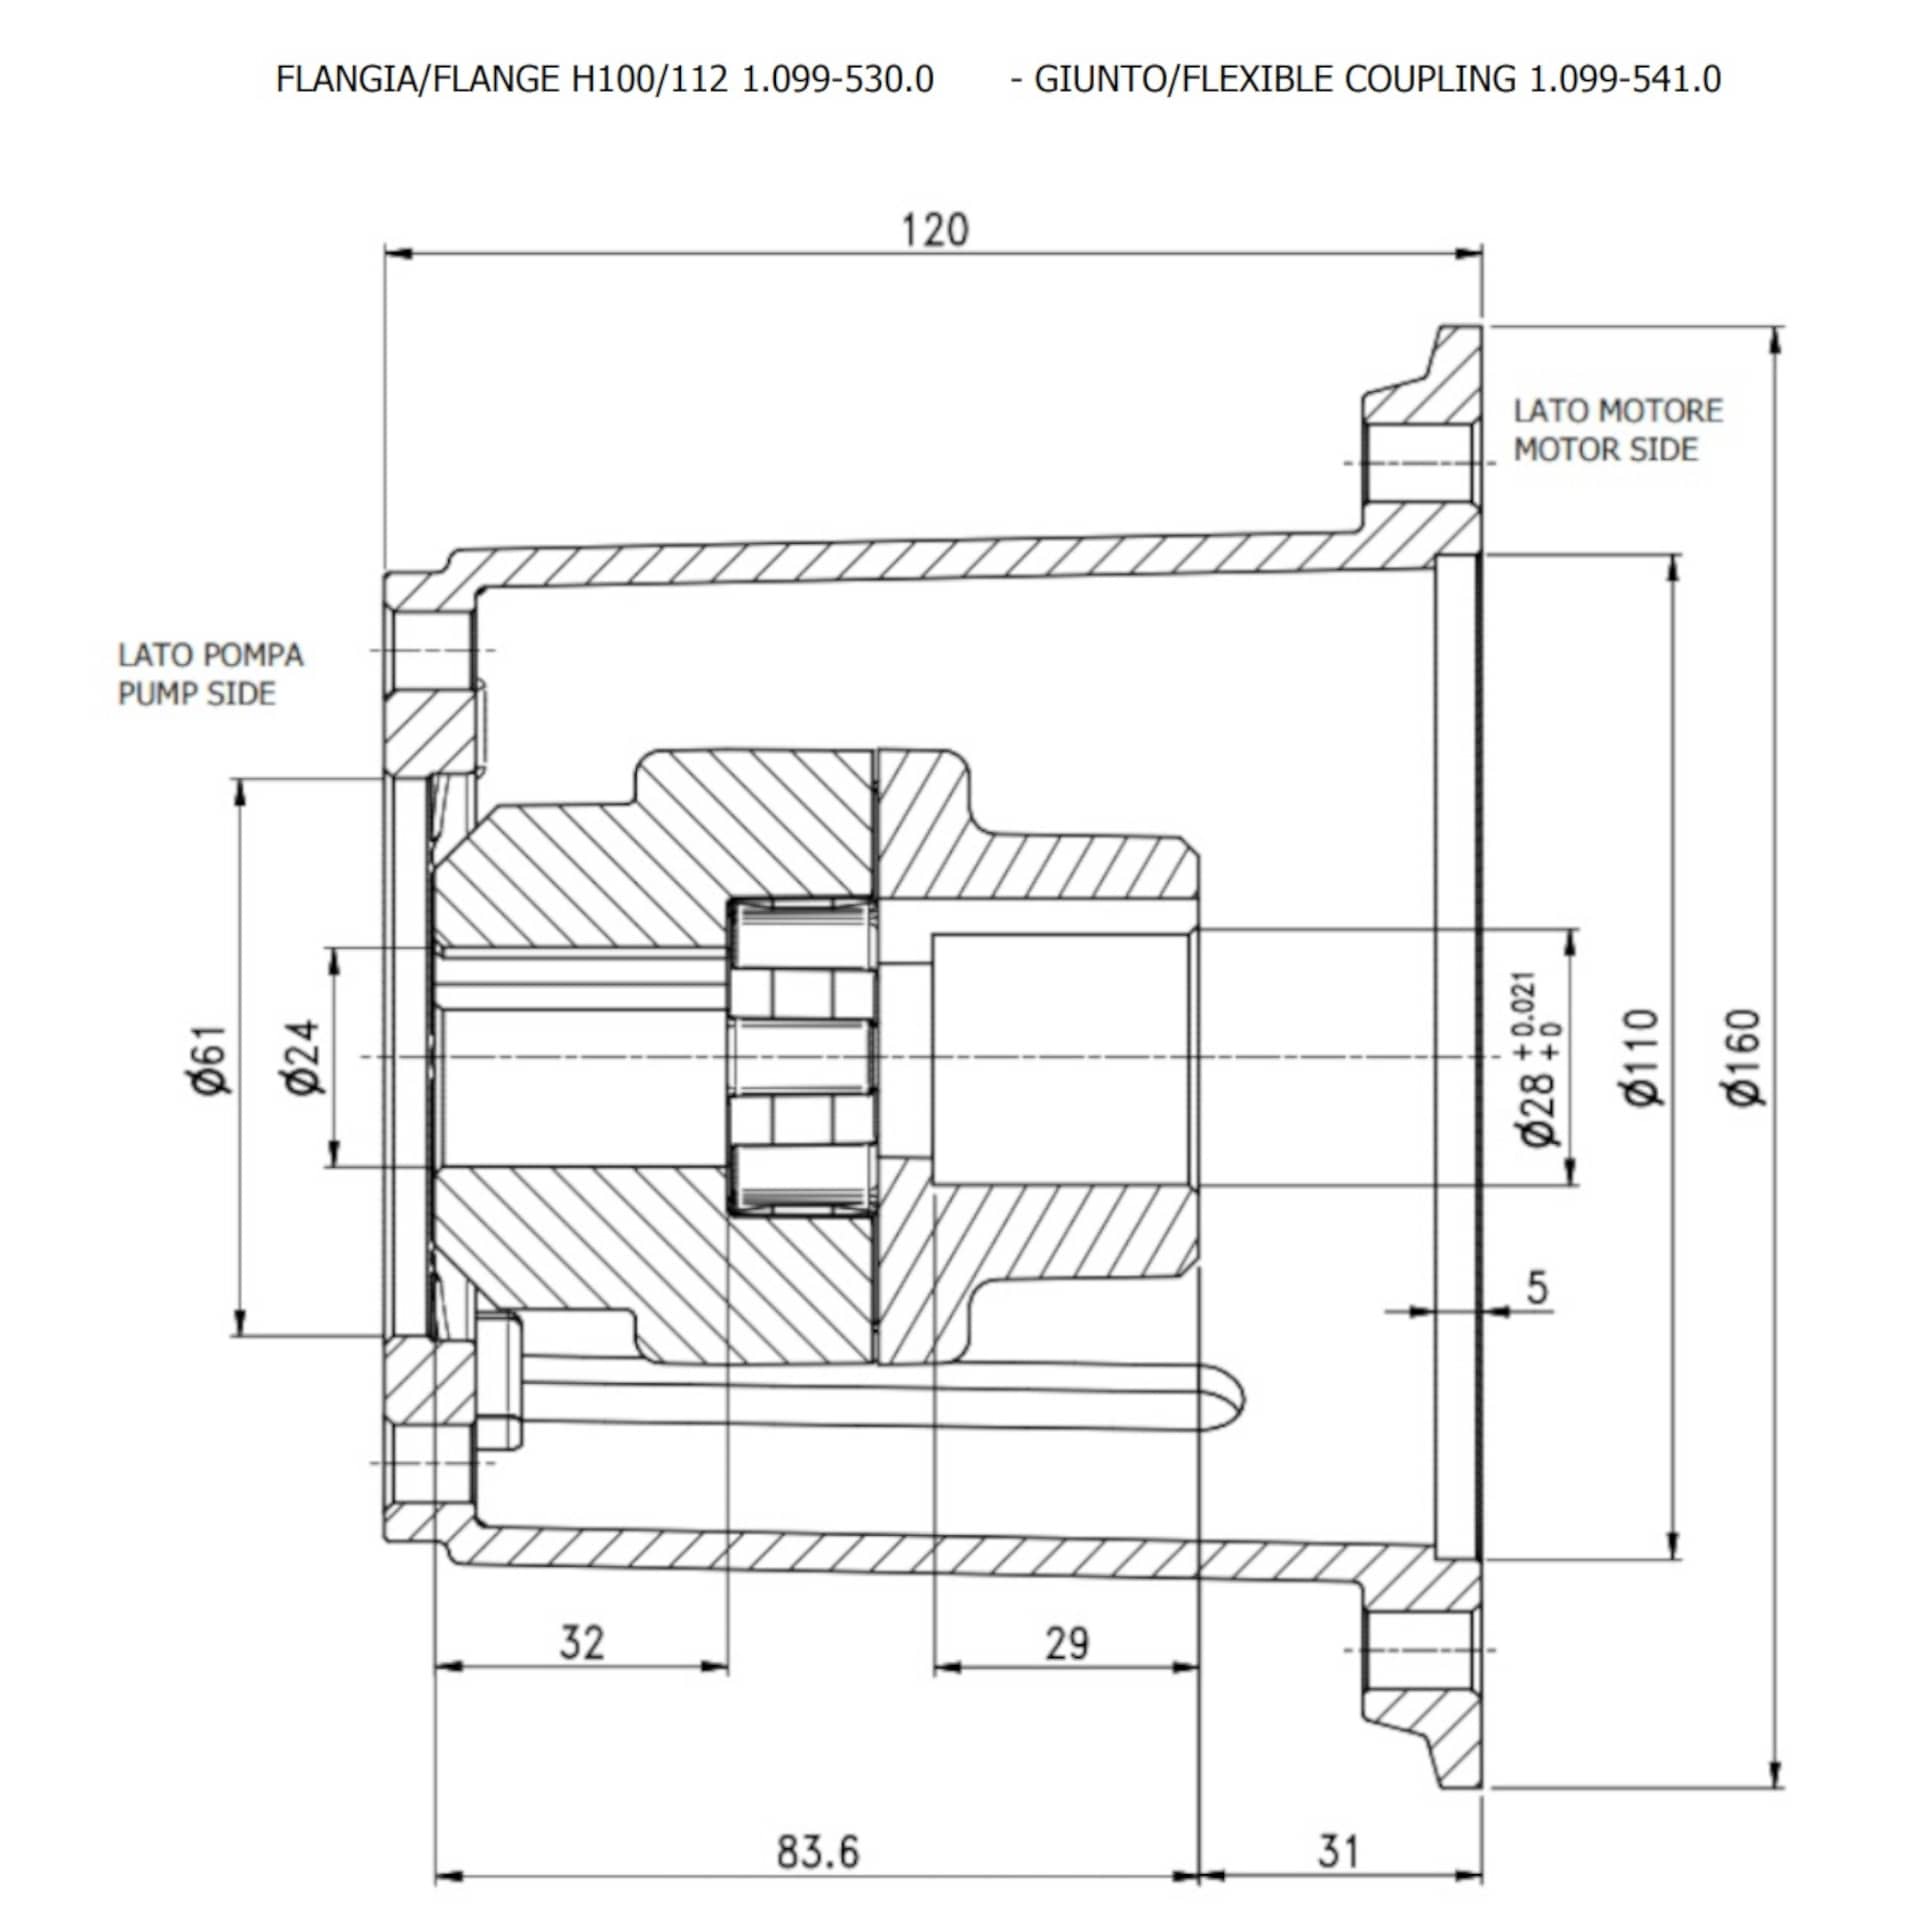 FLANGIA/FLANGE H100/112 1.099-530.0 - GIUNTO/FLEXIBLE COUPLING 1.099-541.0
120
LATO MOTORE
MOTOR SIDE
LATO POMPA
PUMP SIDE
ø61
ø24
ø28 +0.021
+0
ø110
ø160
5
32
29
83.6
31